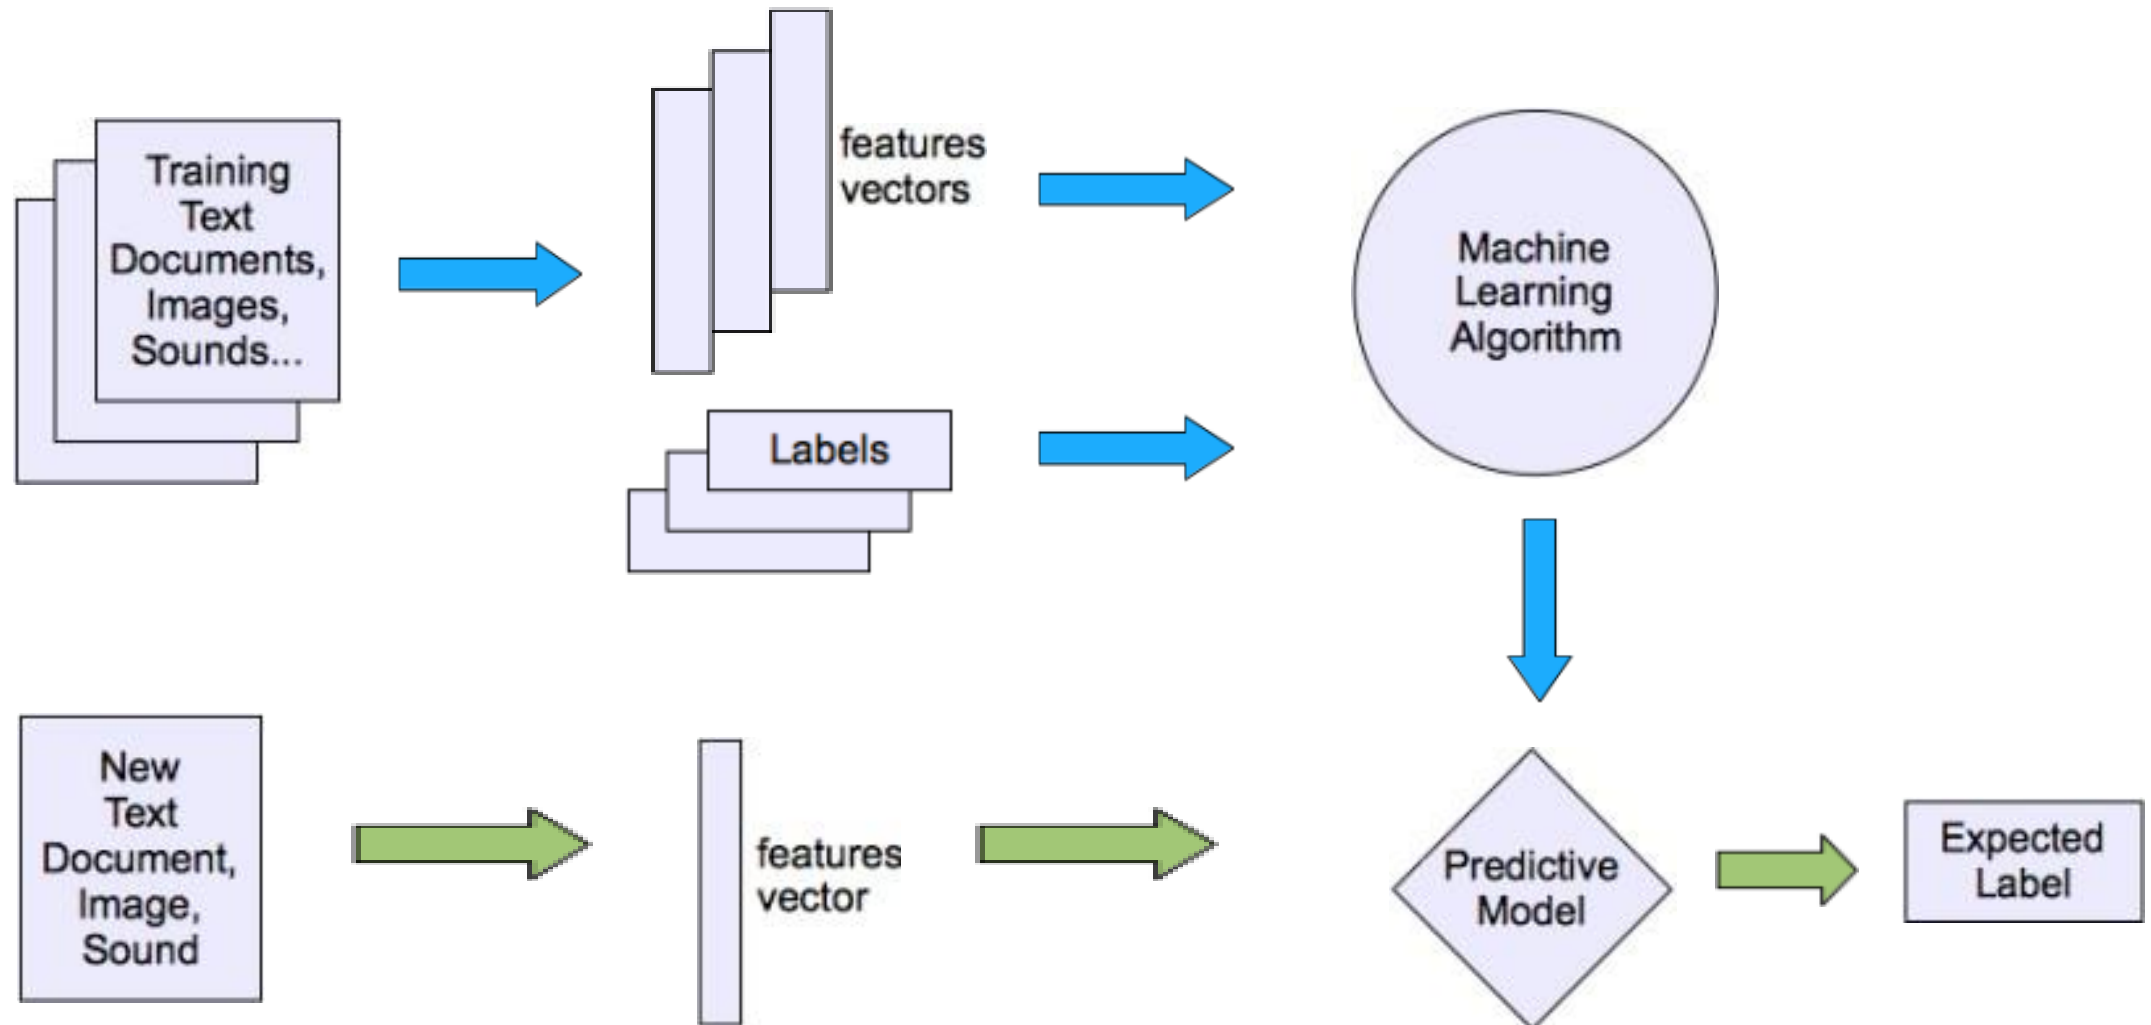 Training
Text
Documents,
Images,
Sounds...
features
vectors
Labels
Machine
Learning
Algorithm
New
Text
Document,
Image,
Sound
features
vector
Predictive
Model
Expected
Label